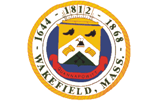 - 1644 - 1812 - 1868 -
WAKEFIELD, MASS.